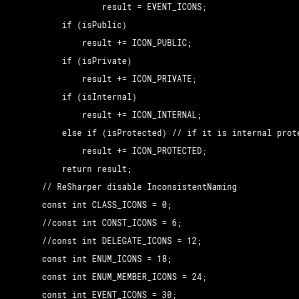 result = EVENT_ICONS;
if (isPublic)
result += ICON_PUBLIC;
if (isPrivate)
result += ICON_PRIVATE;
if (isInternal)
result += ICON_INTERNAL;
else if (isProtected) // if it is internal prote
result += ICON_PROTECTED;
return result;
// ReSharper disable InconsistentNaming
const int CLASS_ICONS = 0;
//const int CONST_ICONS = 6;
//const int DELEGATE_ICONS = 12;
const int ENUM_ICONS = 18;
const int ENUM_MEMBER_ICONS = 24;
const int EVENT_ICONS = 30;